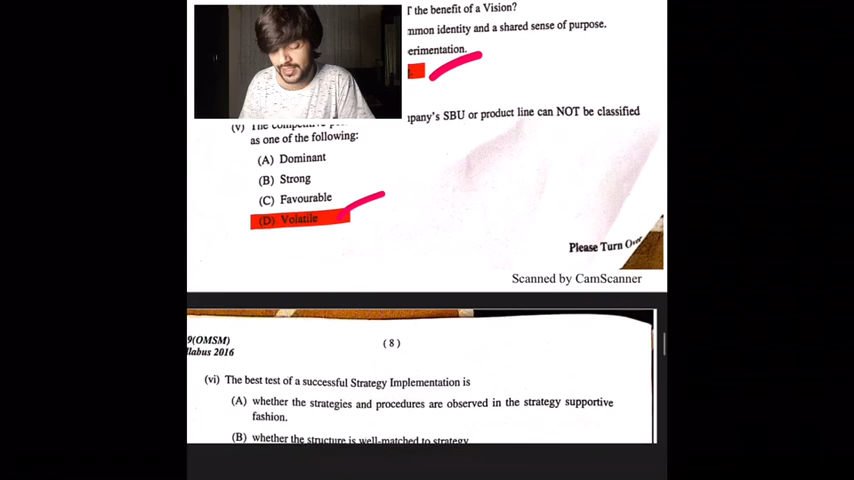 the benefit of a Vision?
mmon identity and a shared sense of purpose.
erimentation.
pany's SBU or product line can NOT be classified
(v) The
as one of the following:
(A) Dominant
(B) Strong
(C) Favourable
(D) Volatile
Please Turn Over
Scanned by CamScanner
9(OMSM)
(8)
llabus 2016
(vi) The best test of a successful Strategy Implementation is
(A) whether the strategies and procedures are observed in the strategy supportive
fashion.
(B) whether the structure is well-matched to strategy